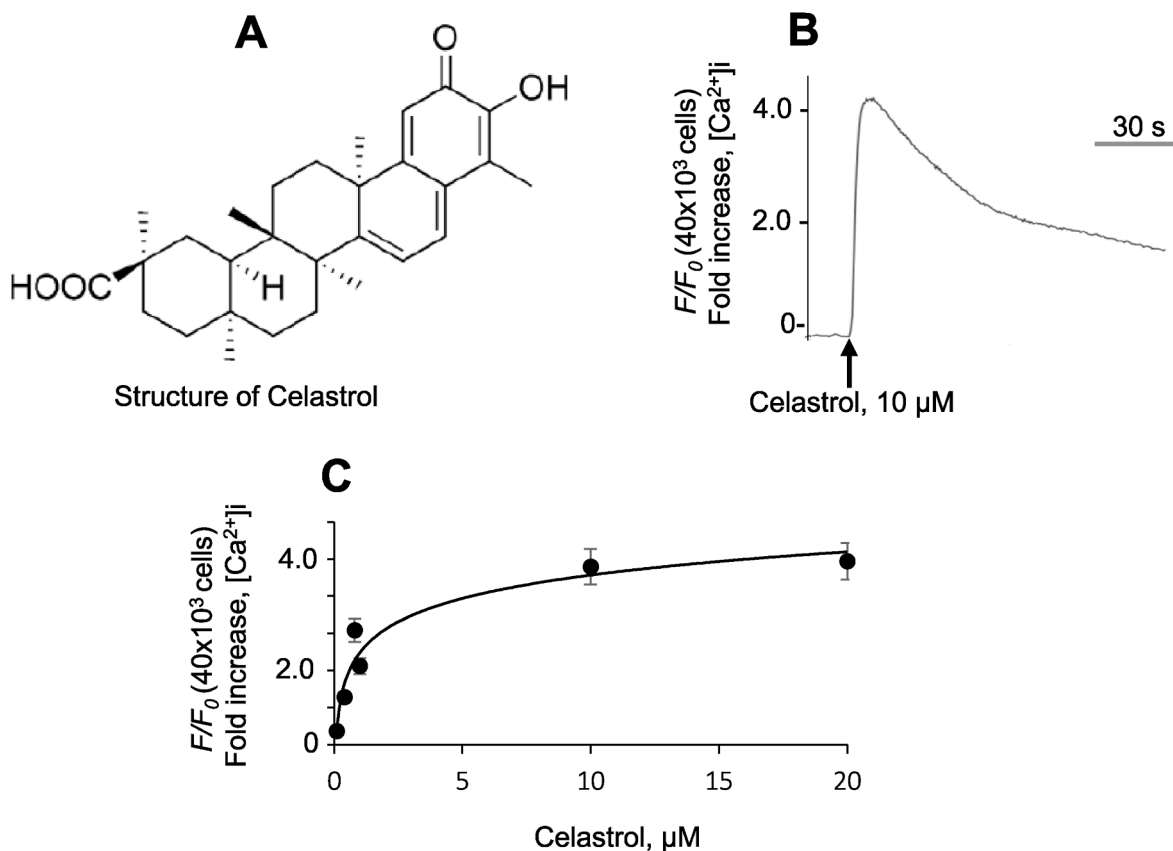 A
O
OH
HOOC
H
Structure of Celastrol
B
F/F₀ (40x10³ cells)
Fold increase, [Ca²⁺]i
4.0
2.0
0-
30 s
Celastrol, 10 µM
C
F/F₀ (40x10³ cells)
Fold increase, [Ca²⁺]i
4.0
2.0
0
0 5 10 15 20
Celastrol, µM